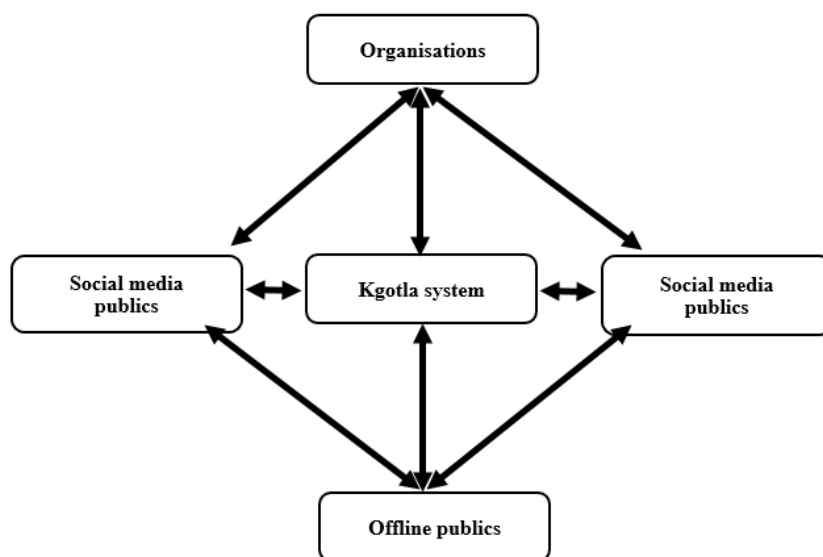 Organisations
Social media
publics
Kgotla system
Social media
publics
Offline publics